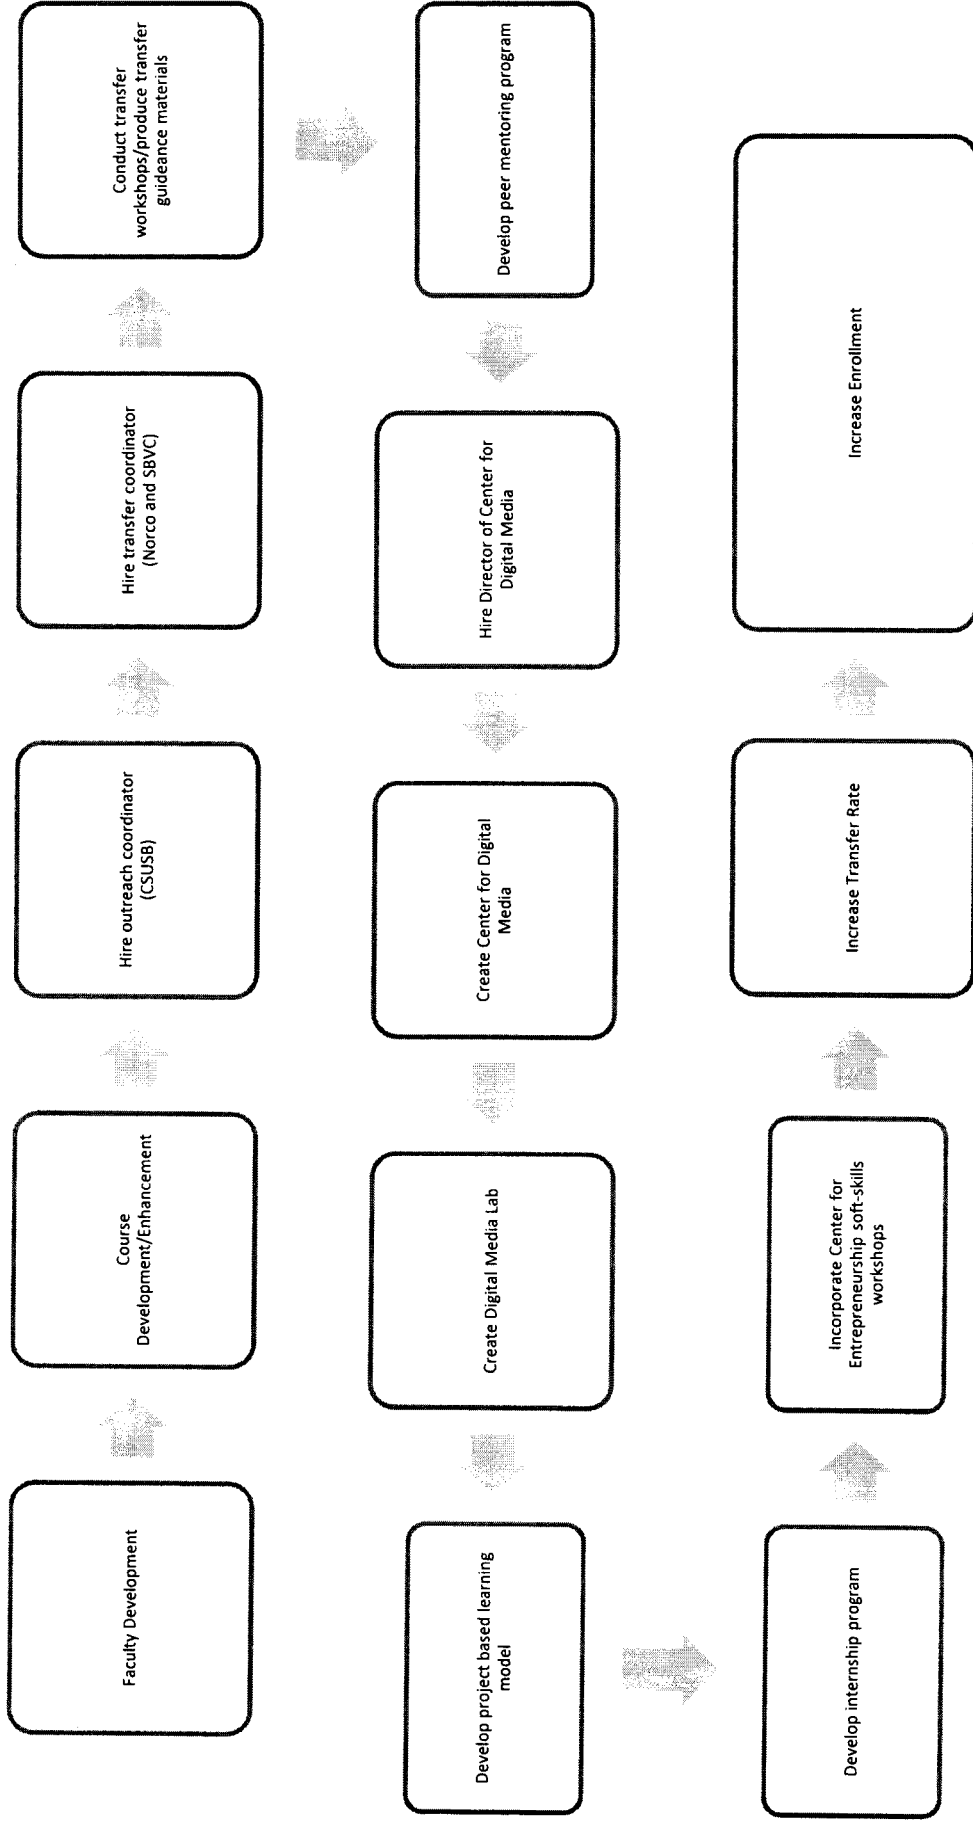 Faculty Development
Course
Development/Enhancement
Hire outreach coordinator
(CSUSB)
Hire transfer coordinator
(Norco and SBVC)
Conduct transfer
workshops/produce transfer
guideance materials
Develop peer mentoring program
Hire Director of Center for
Digital Media
Create Center for Digital
Media
Create Digital Media Lab
Develop project based learning
model
Develop internship program
Incorporate Center for
Entrepreneurship soft-skills
workshops
Increase Transfer Rate
Increase Enrollment